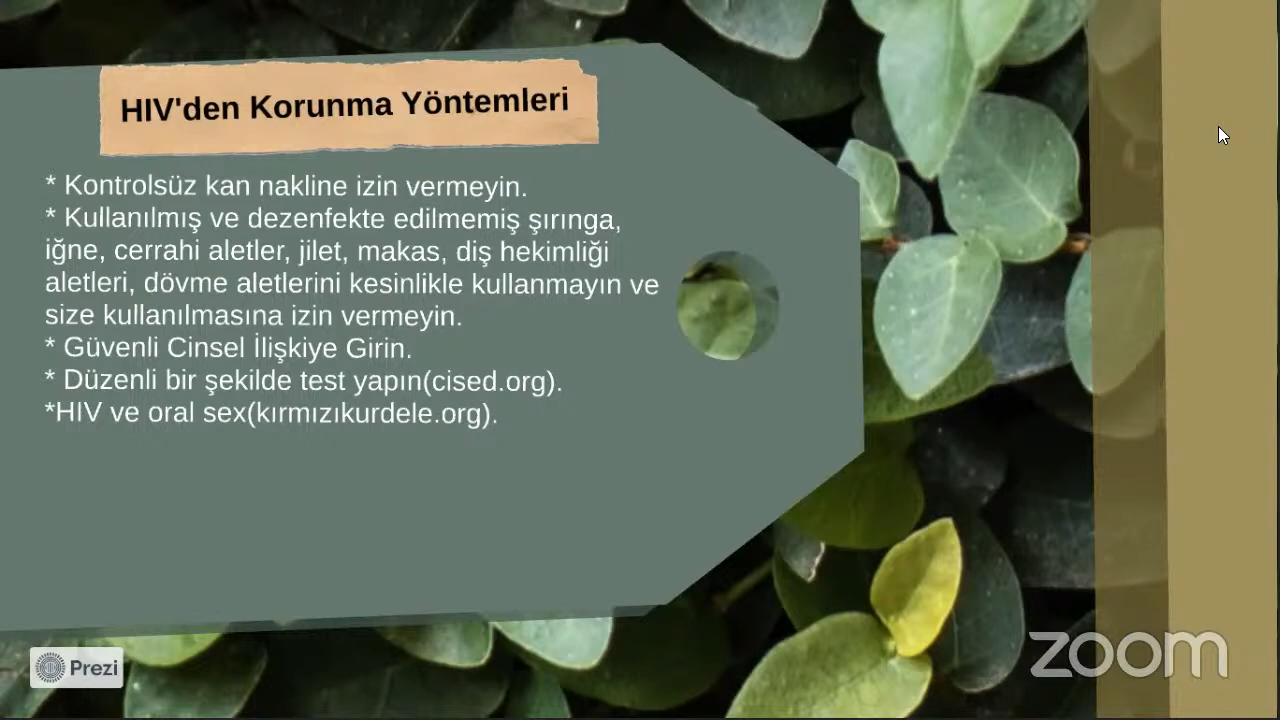 HIV'den Korunma Yöntemleri
* Kontrolsüz kan nakline izin vermeyin.
* Kullanılmış ve dezenfekte edilmemiş şırınga,
iğne, cerrahi aletler, jilet, makas, diş hekimliği
aletleri, dövme aletlerini kesinlikle kullanmayın ve
size kullanılmasına izin vermeyin.
* Güvenli Cinsel İlişkiye Girin.
* Düzenli bir şekilde test yapın(cised.org).
*HIV ve oral sex(kırmızıkurdele.org).
Prezi
zoom